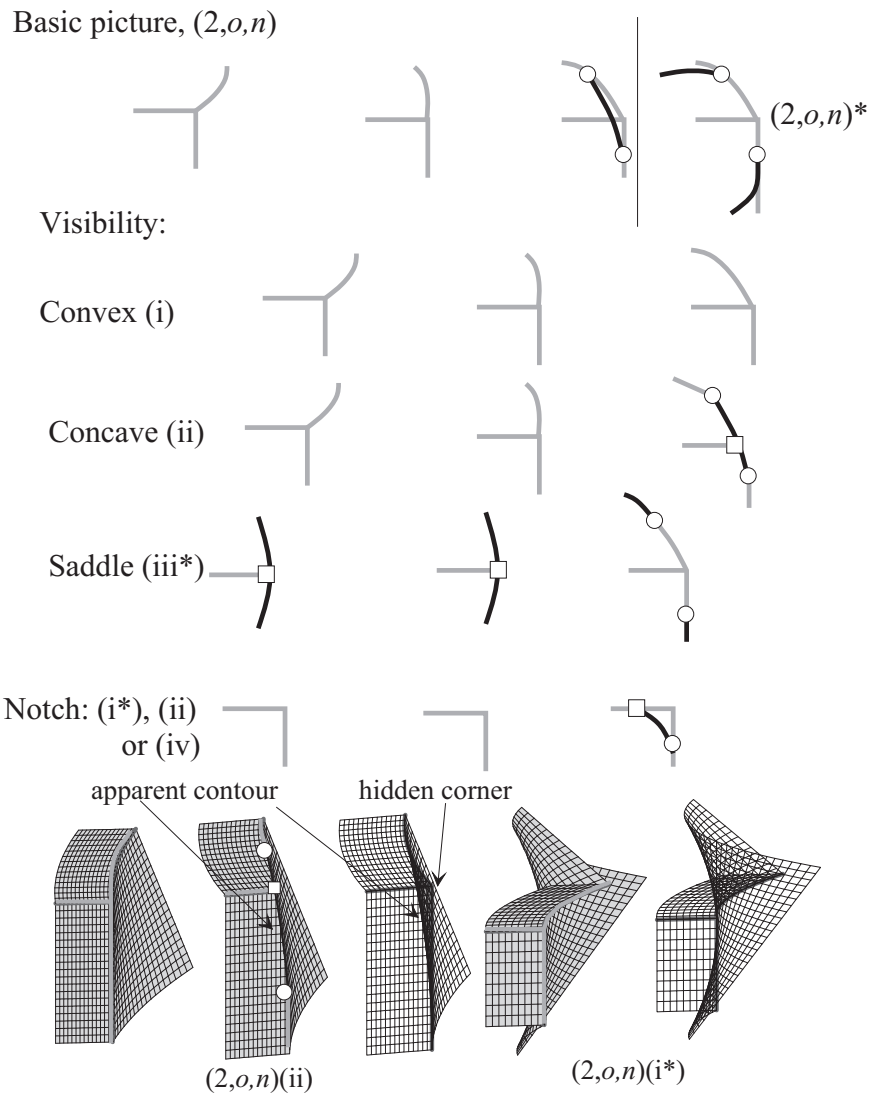 Basic picture, (2,o,n)
(2,o,n)*
Visibility:
Convex (i)
Concave (ii)
Saddle (iii*)
Notch: (i*), (ii)
or (iv)
apparent contour
hidden corner
(2,o,n)(ii)
(2,o,n)(i*)